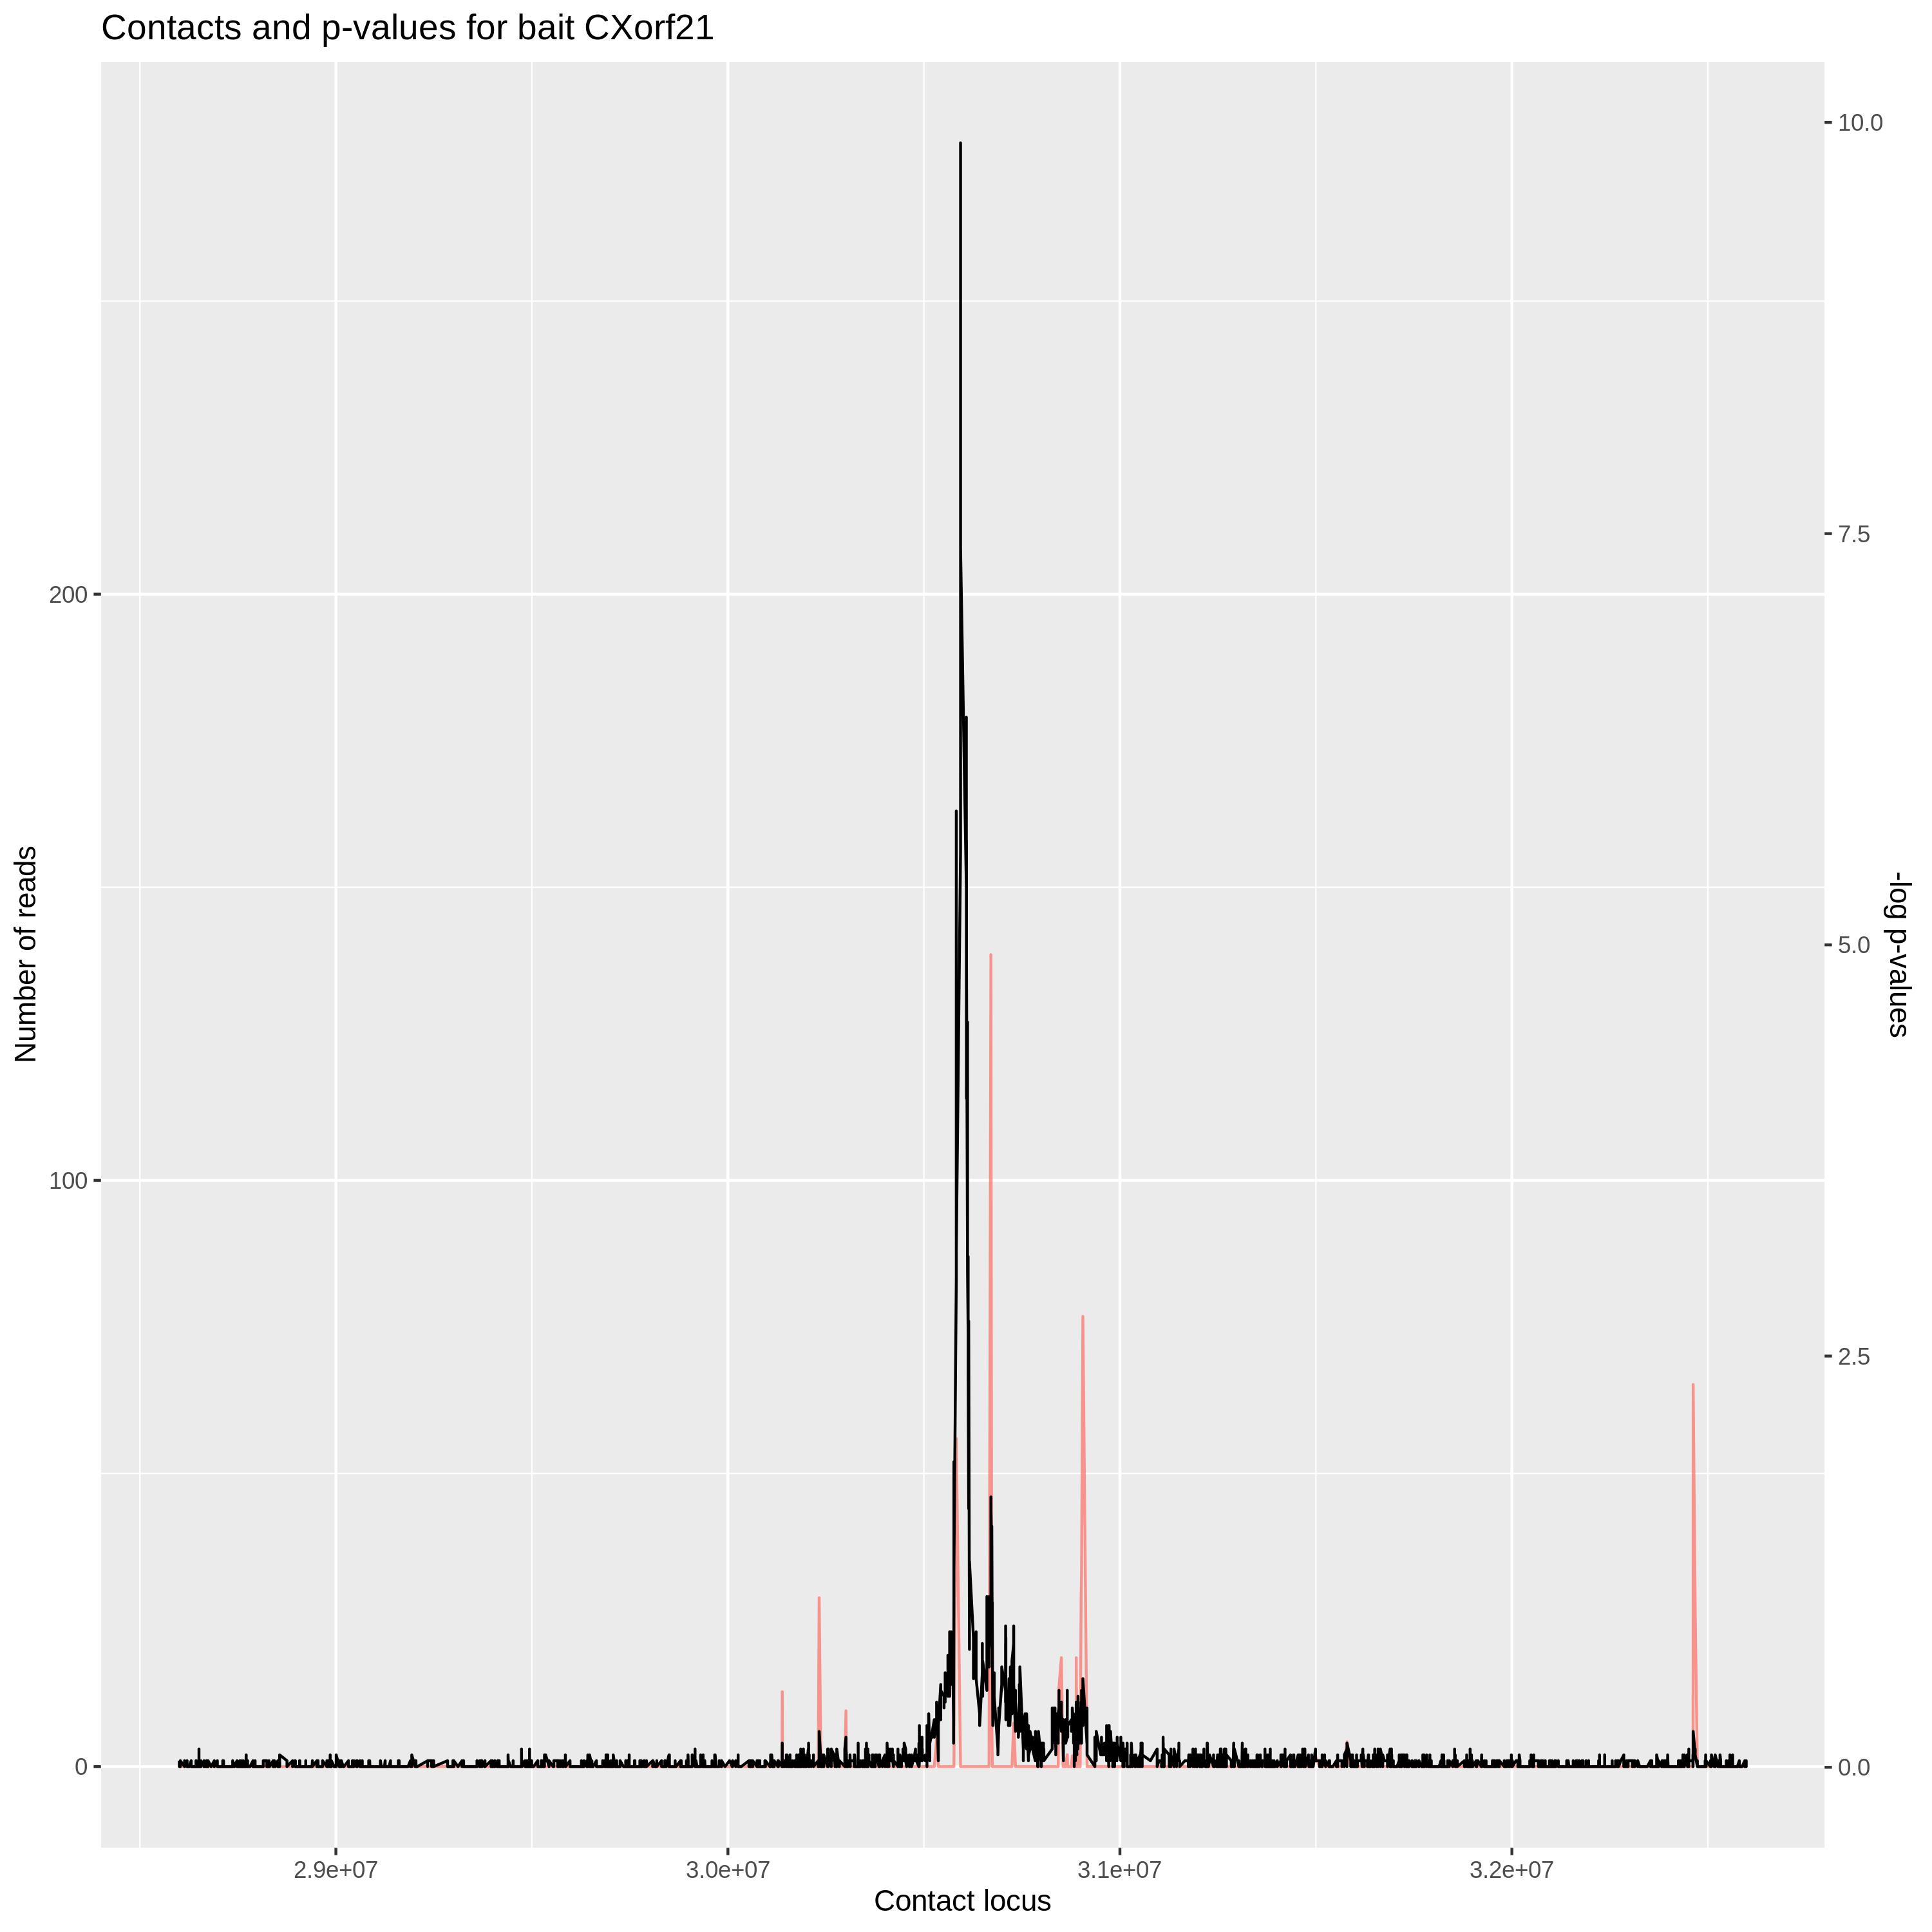 Contacts and p-values for bait CXorf21
Number of reads
200
100
0
10.0
7.5
5.0
2.5
0.0
-log p-values
2.9e+07
3.0e+07
3.1e+07
3.2e+07
Contact locus